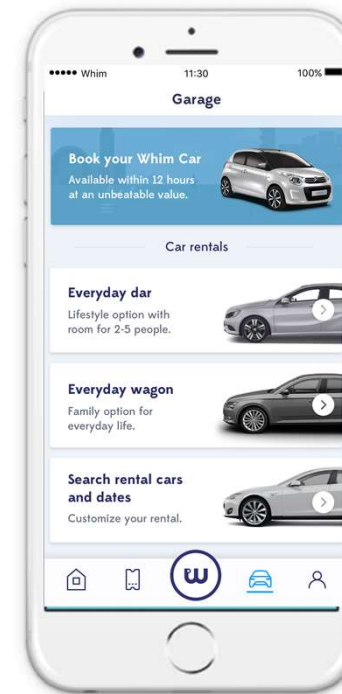 Whim 11:30 100%
Garage
Book your Whim Car
Available within 12 hours
at an unbeatable value.
Car rentals
Everyday dar
Lifestyle option with
room for 2-5 people.
Everyday wagon
Family option for
everyday life.
Search rental cars
and dates
Customize your rental.